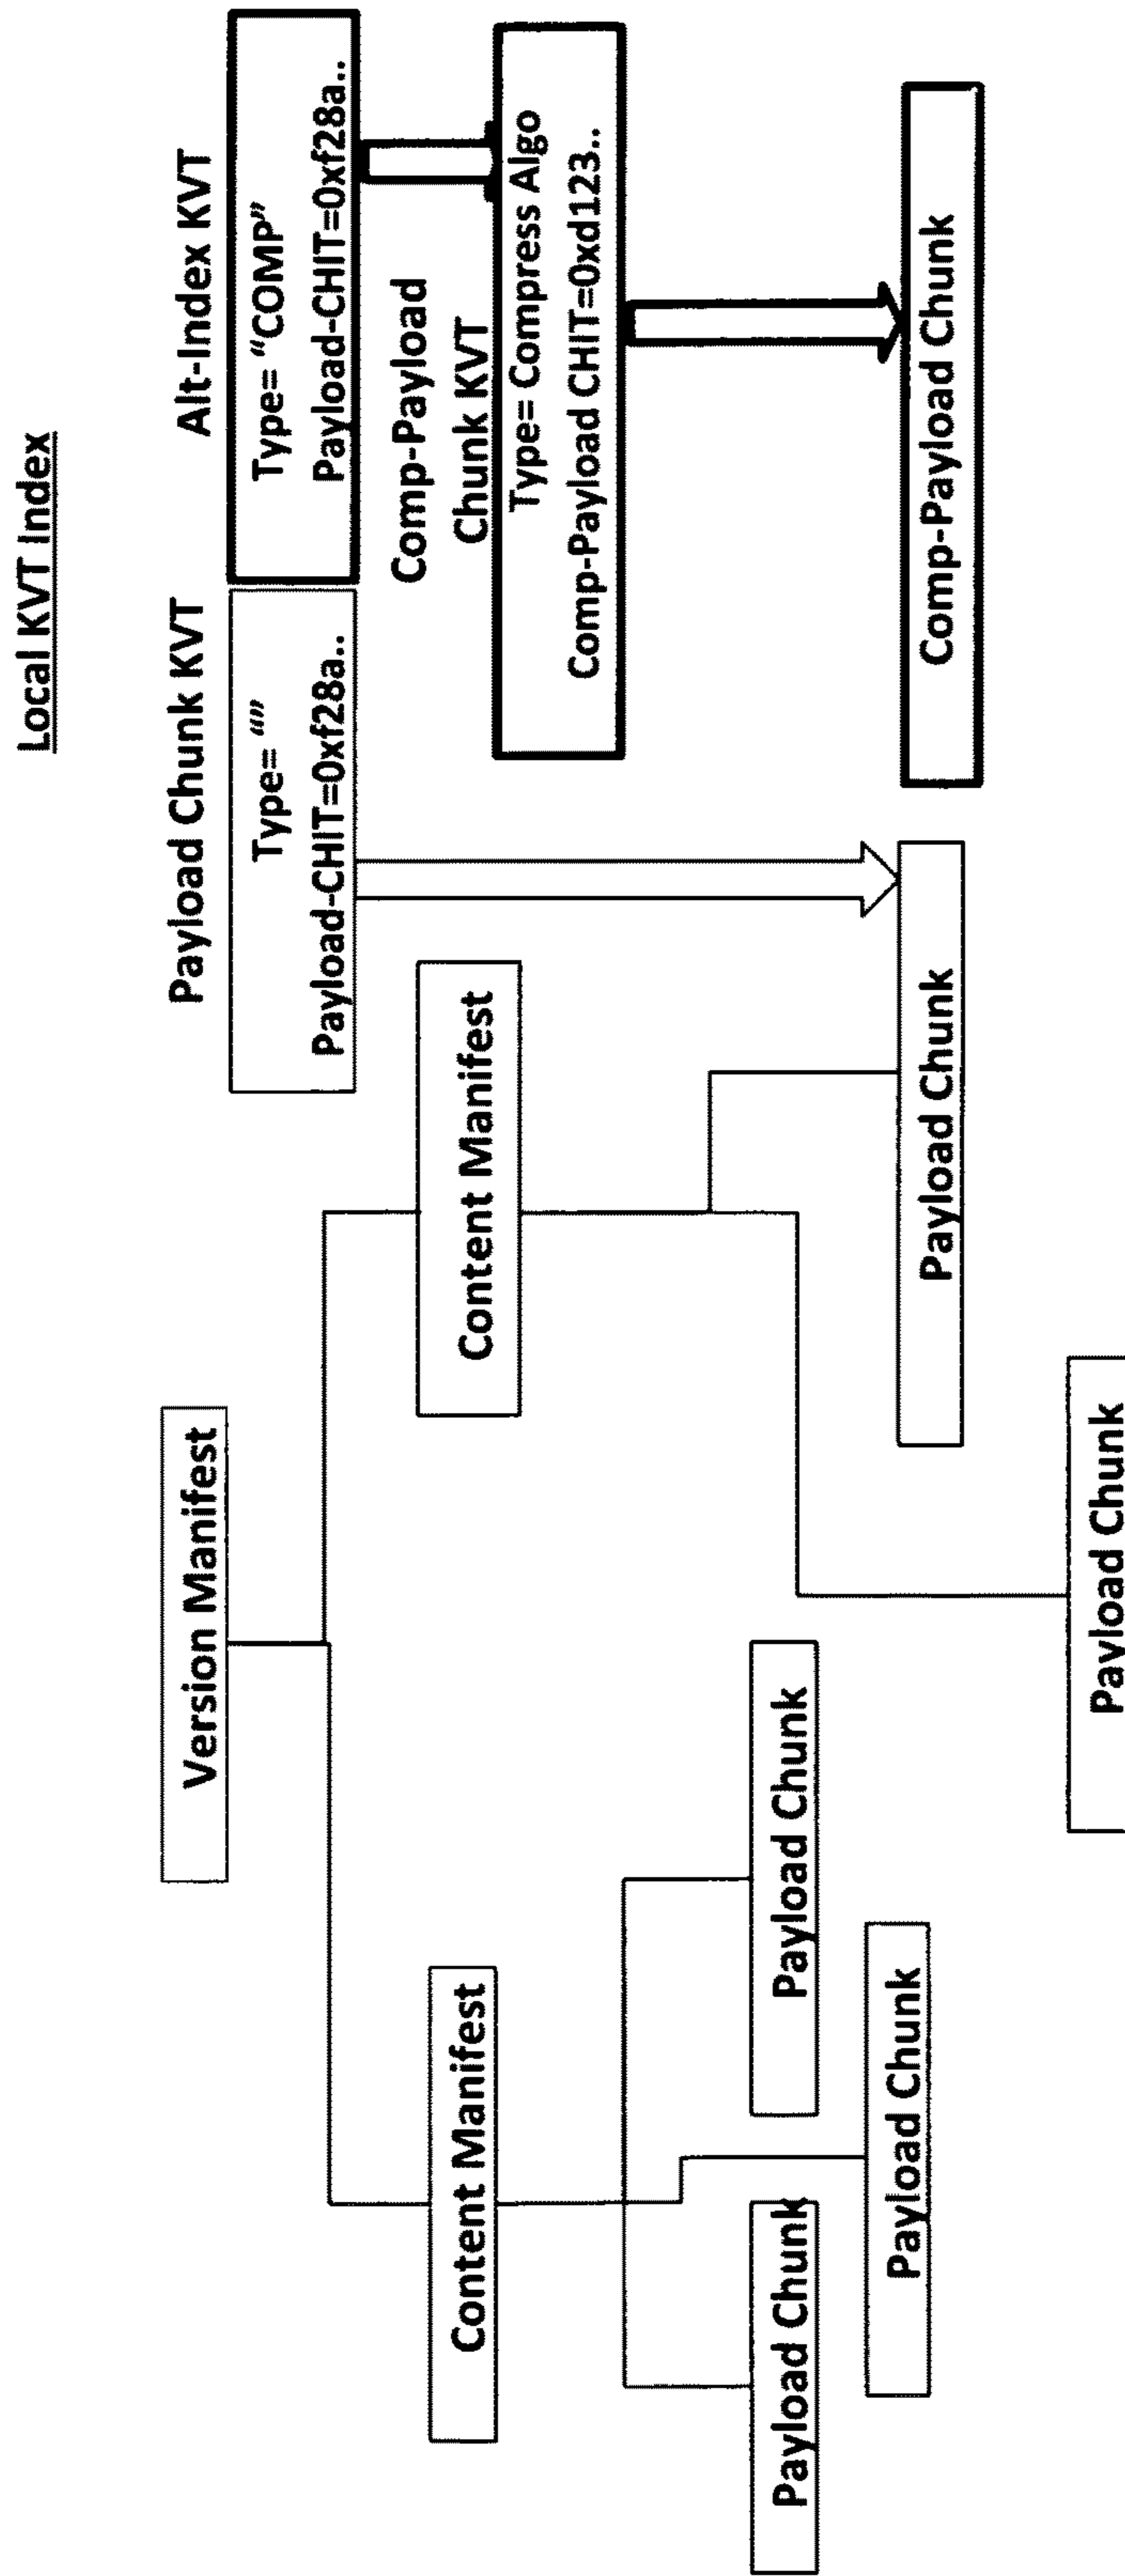 Local KVT Index
Payload Chunk KVT
Alt-Index KVT
Version Manifest
Type= “”
Payload-CHIT=0xf28a..
Type= “COMP”
Payload-CHIT=0xf28a..
Comp-Payload
Chunk KVT
Content Manifest
Content Manifest
Type= Compress Algo
Comp-Payload CHIT=0xd123..
Payload Chunk
Payload Chunk
Payload Chunk
Payload Chunk
Comp-Payload Chunk
Payload Chunk